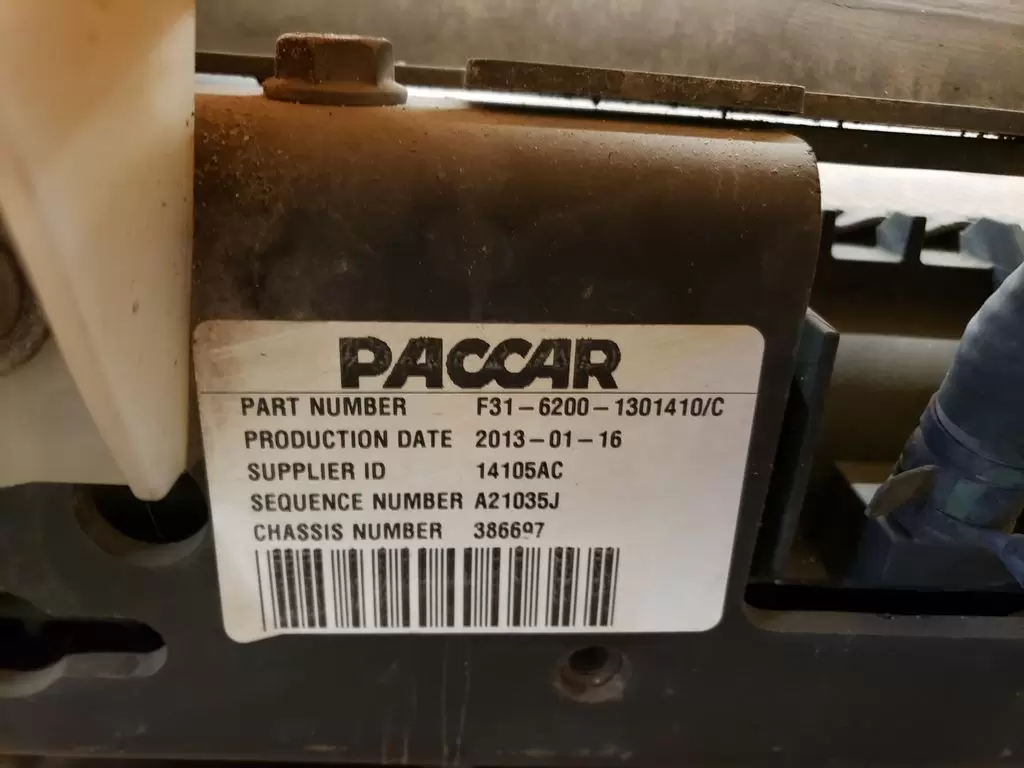 PACCAR
PART NUMBER F31-6200-1301410/C
PRODUCTION DATE 2013-01-16
SUPPLIER ID 14105AC
SEQUENCE NUMBER A21035J
CHASSIS NUMBER 386697